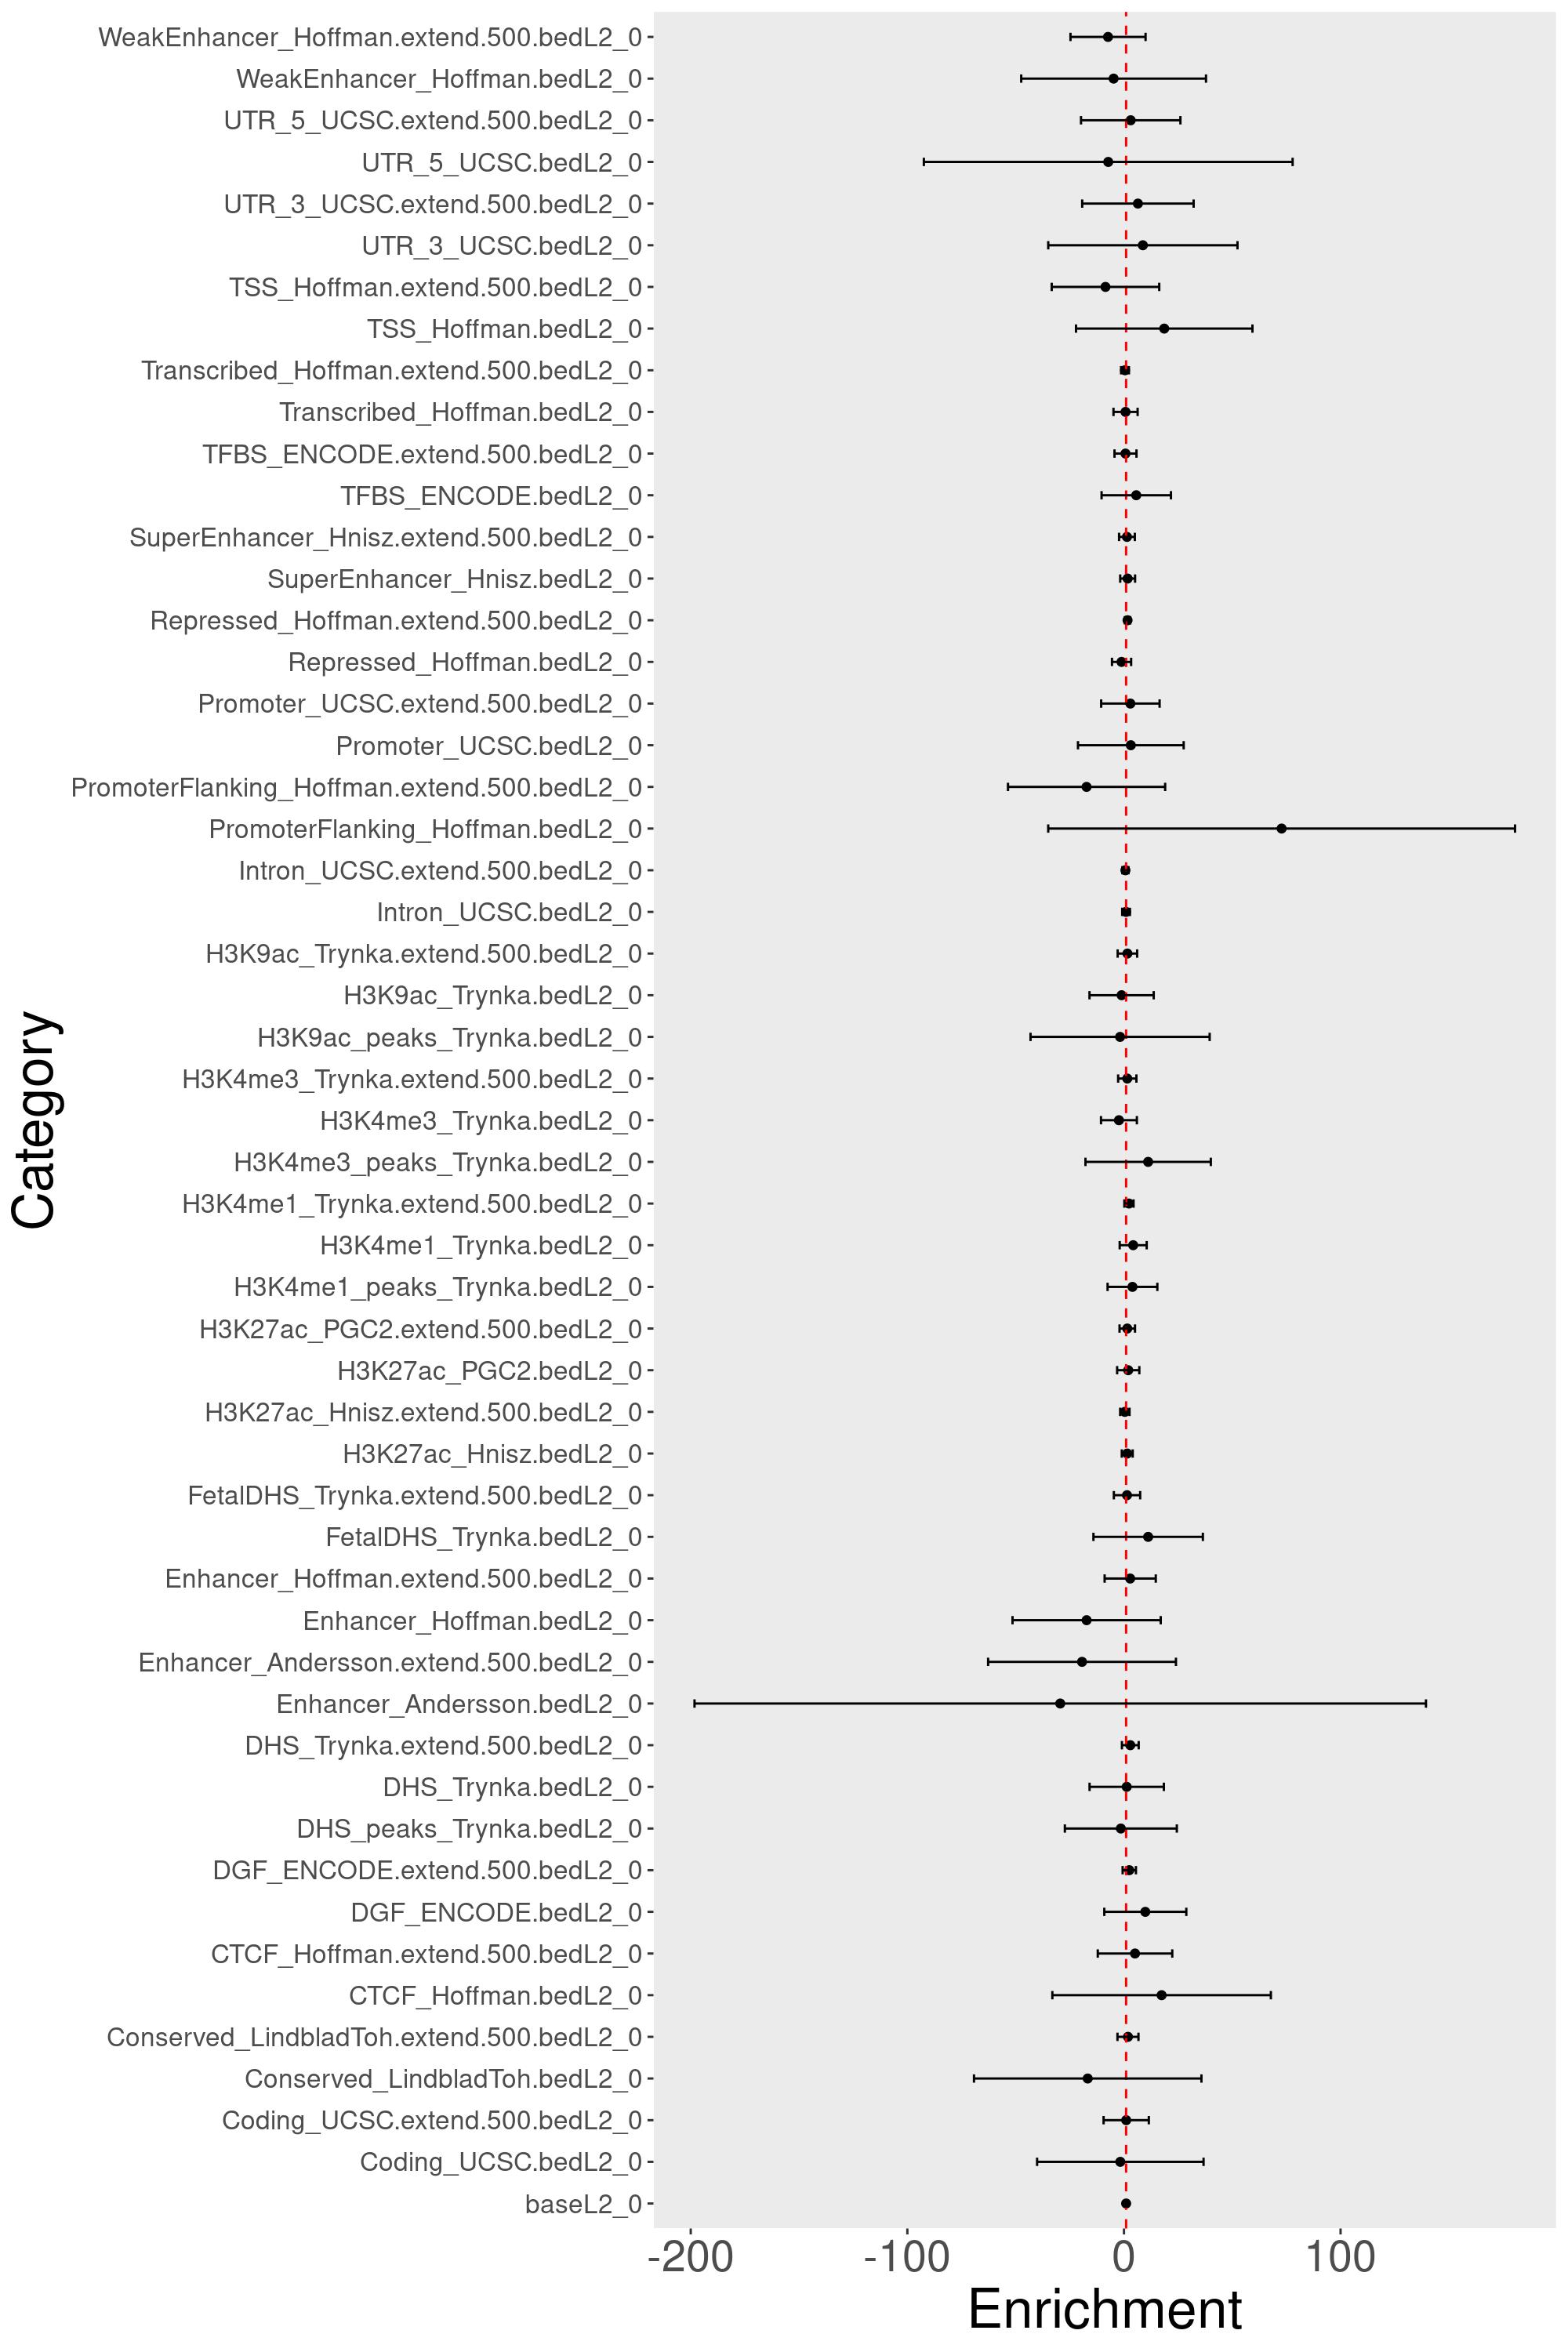 WeakEnhancer_Hoffman.extend.500.bedL2_0
WeakEnhancer_Hoffman.bedL2_0
UTR_5_UCSC.extend.500.bedL2_0
UTR_5_UCSC.bedL2_0
UTR_3_UCSC.extend.500.bedL2_0
UTR_3_UCSC.bedL2_0
TSS_Hoffman.extend.500.bedL2_0
TSS_Hoffman.bedL2_0
Transcribed_Hoffman.extend.500.bedL2_0
Transcribed_Hoffman.bedL2_0
TFBS_ENCODE.extend.500.bedL2_0
TFBS_ENCODE.bedL2_0
SuperEnhancer_Hnisz.extend.500.bedL2_0
SuperEnhancer_Hnisz.bedL2_0
Repressed_Hoffman.extend.500.bedL2_0
Repressed_Hoffman.bedL2_0
Promoter_UCSC.extend.500.bedL2_0
Promoter_UCSC.bedL2_0
PromoterFlanking_Hoffman.extend.500.bedL2_0
PromoterFlanking_Hoffman.bedL2_0
Intron_UCSC.extend.500.bedL2_0
Intron_UCSC.bedL2_0
H3K9ac_Trynka.extend.500.bedL2_0
H3K9ac_Trynka.bedL2_0
H3K9ac_peaks_Trynka.bedL2_0
H3K4me3_Trynka.extend.500.bedL2_0
H3K4me3_Trynka.bedL2_0
H3K4me3_peaks_Trynka.bedL2_0
H3K4me1_Trynka.extend.500.bedL2_0
H3K4me1_Trynka.bedL2_0
H3K4me1_peaks_Trynka.bedL2_0
H3K27ac_PGC2.extend.500.bedL2_0
H3K27ac_PGC2.bedL2_0
H3K27ac_Hnisz.extend.500.bedL2_0
H3K27ac_Hnisz.bedL2_0
FetalDHS_Trynka.extend.500.bedL2_0
FetalDHS_Trynka.bedL2_0
Enhancer_Hoffman.extend.500.bedL2_0
Enhancer_Hoffman.bedL2_0
Enhancer_Andersson.extend.500.bedL2_0
Enhancer_Andersson.bedL2_0
DHS_Trynka.extend.500.bedL2_0
DHS_Trynka.bedL2_0
DHS_peaks_Trynka.bedL2_0
DGF_ENCODE.extend.500.bedL2_0
DGF_ENCODE.bedL2_0
CTCF_Hoffman.extend.500.bedL2_0
CTCF_Hoffman.bedL2_0
Conserved_LindbladToh.extend.500.bedL2_0
Conserved_LindbladToh.bedL2_0
Coding_UCSC.extend.500.bedL2_0
Coding_UCSC.bedL2_0
baseL2_0
Category
-200 -100 0 100
Enrichment